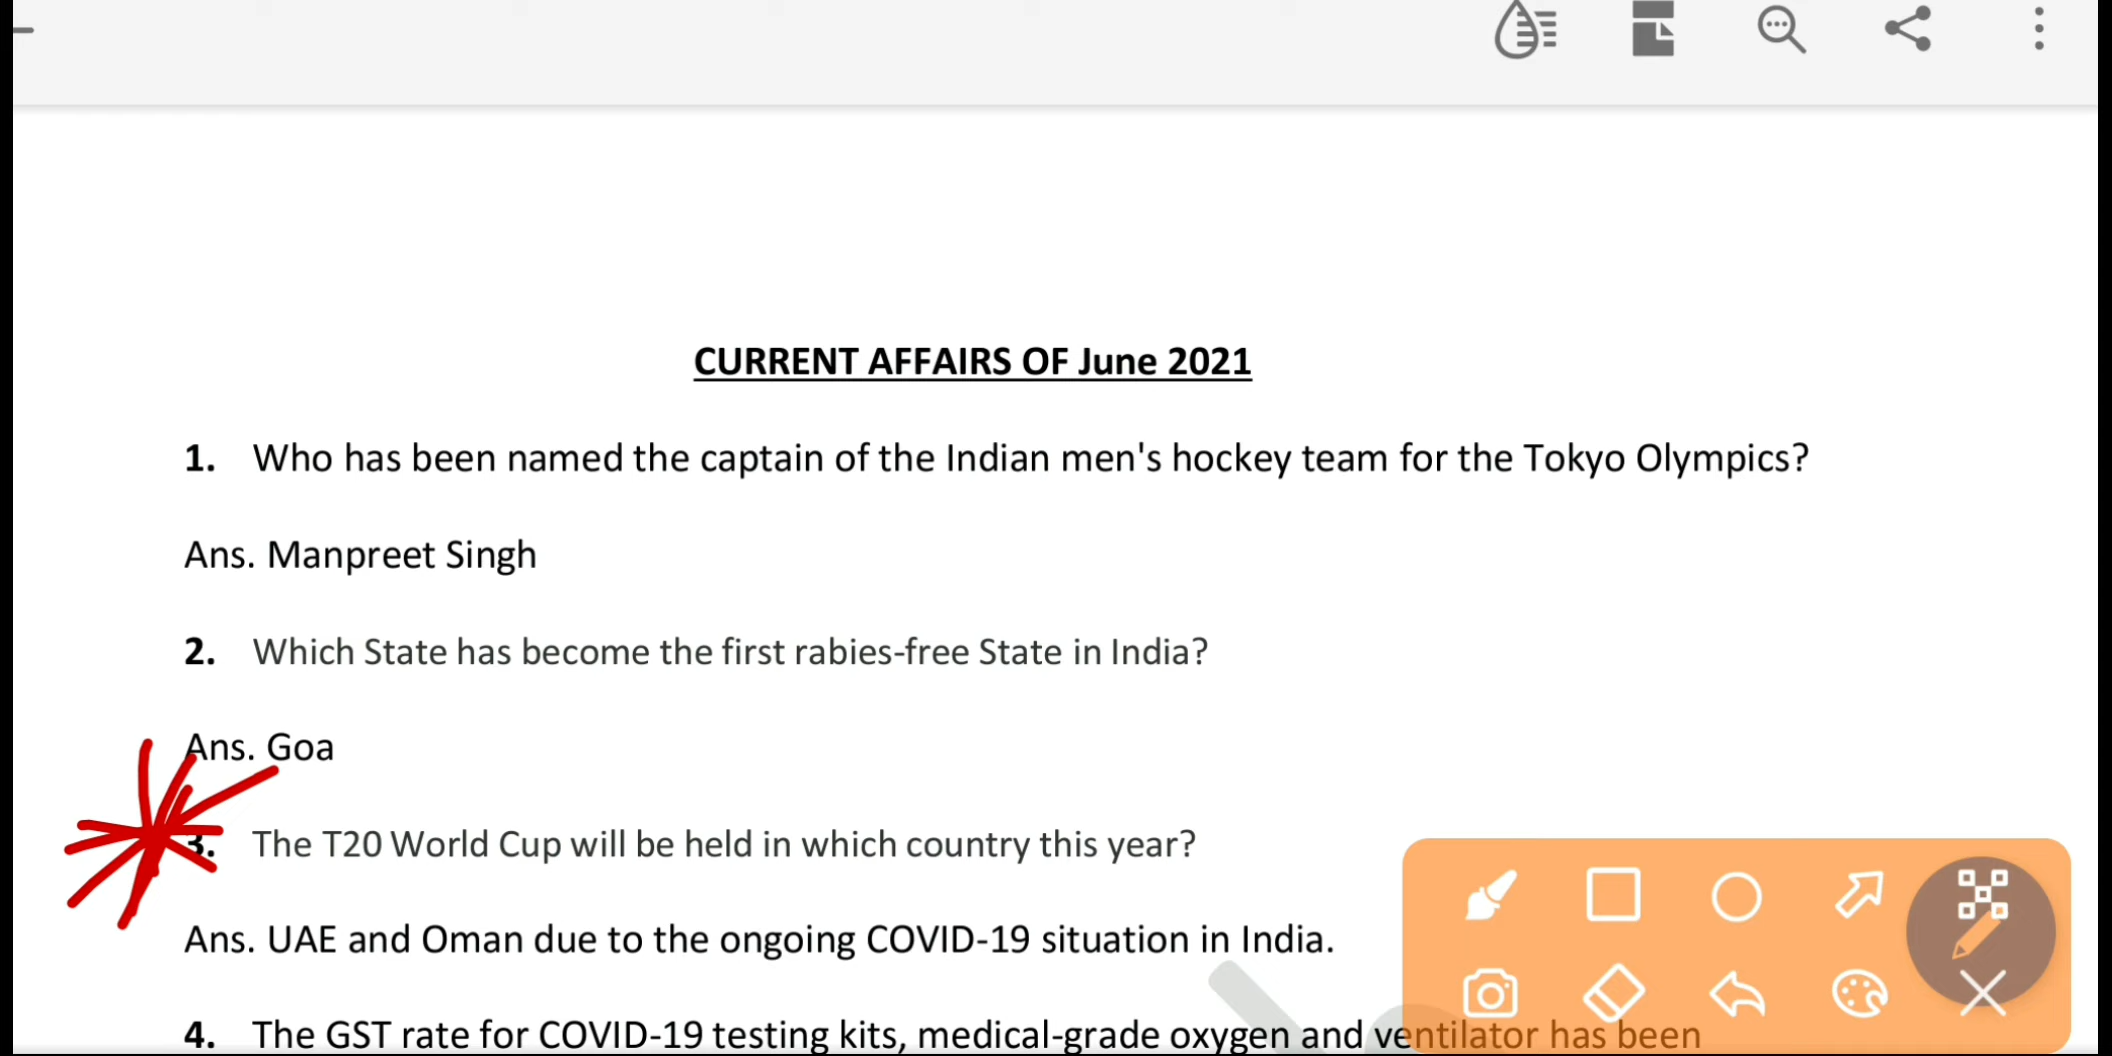 CURRENT AFFAIRS OF June 2021
1. Who has been named the captain of the Indian men's hockey team for the Tokyo Olympics?
Ans. Manpreet Singh
2. Which State has become the first rabies-free State in India?
Ans. Goa
3. The T20 World Cup will be held in which country this year?
Ans. UAE and Oman due to the ongoing COVID-19 situation in India.
4. The GST rate for COVID-19 testing kits, medical-grade oxygen and ventilator has been